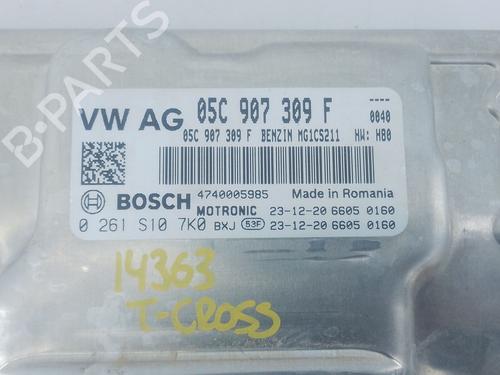 B-PARTS
VW AG 05C 907 309 F ----
0040
05C 907 309 F BENZIN MG1CS211 HW: H80
BOSCH 4740005985 Made in Romania
MOTRONIC 23-12-20 6605 0160
0 261 S10 7K0 BXJ 53F 23-12-20 6605 0160
14363
T-CROSS